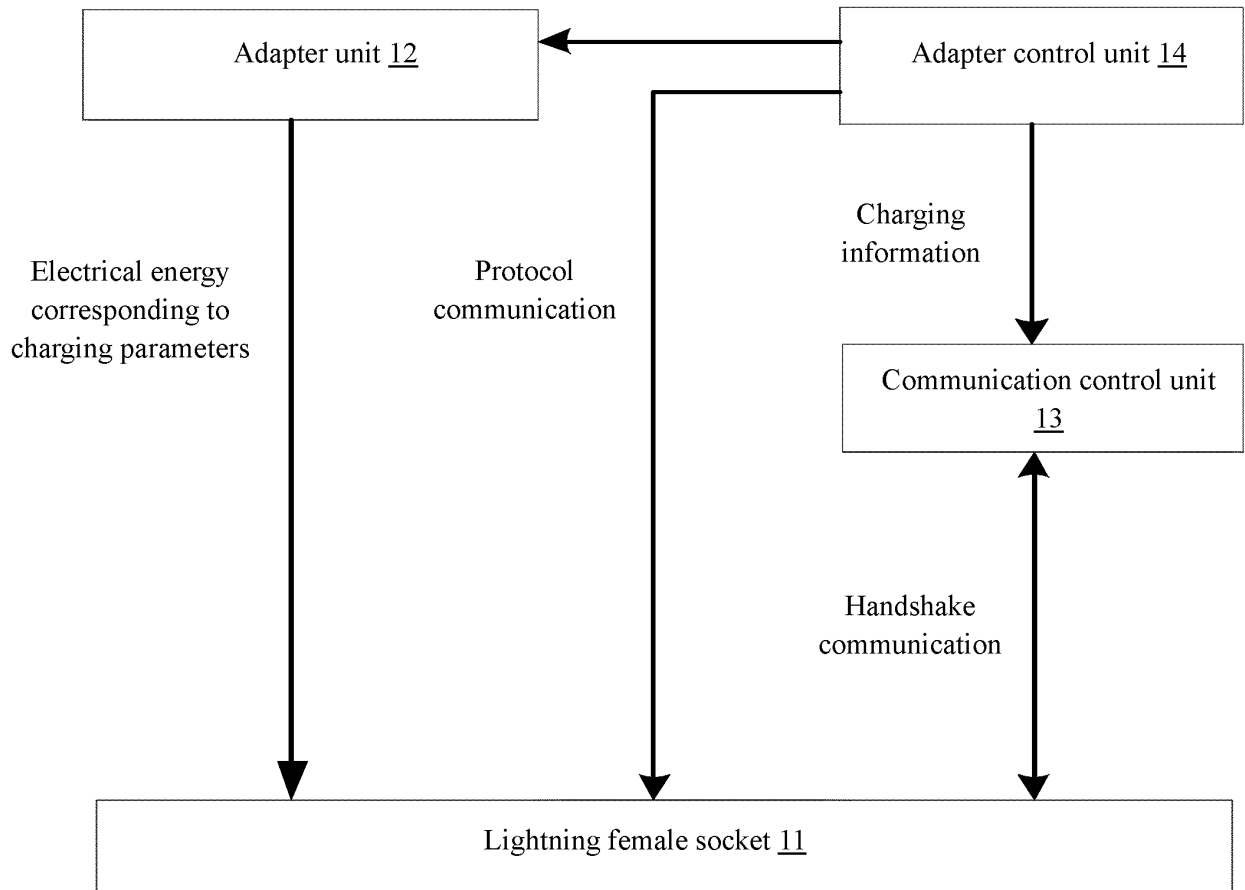 Adapter unit 12
Adapter control unit 14
Charging
information
Electrical energy
corresponding to
charging parameters
Protocol
communication
Communication control unit
13
Handshake
communication
Lightning female socket 11